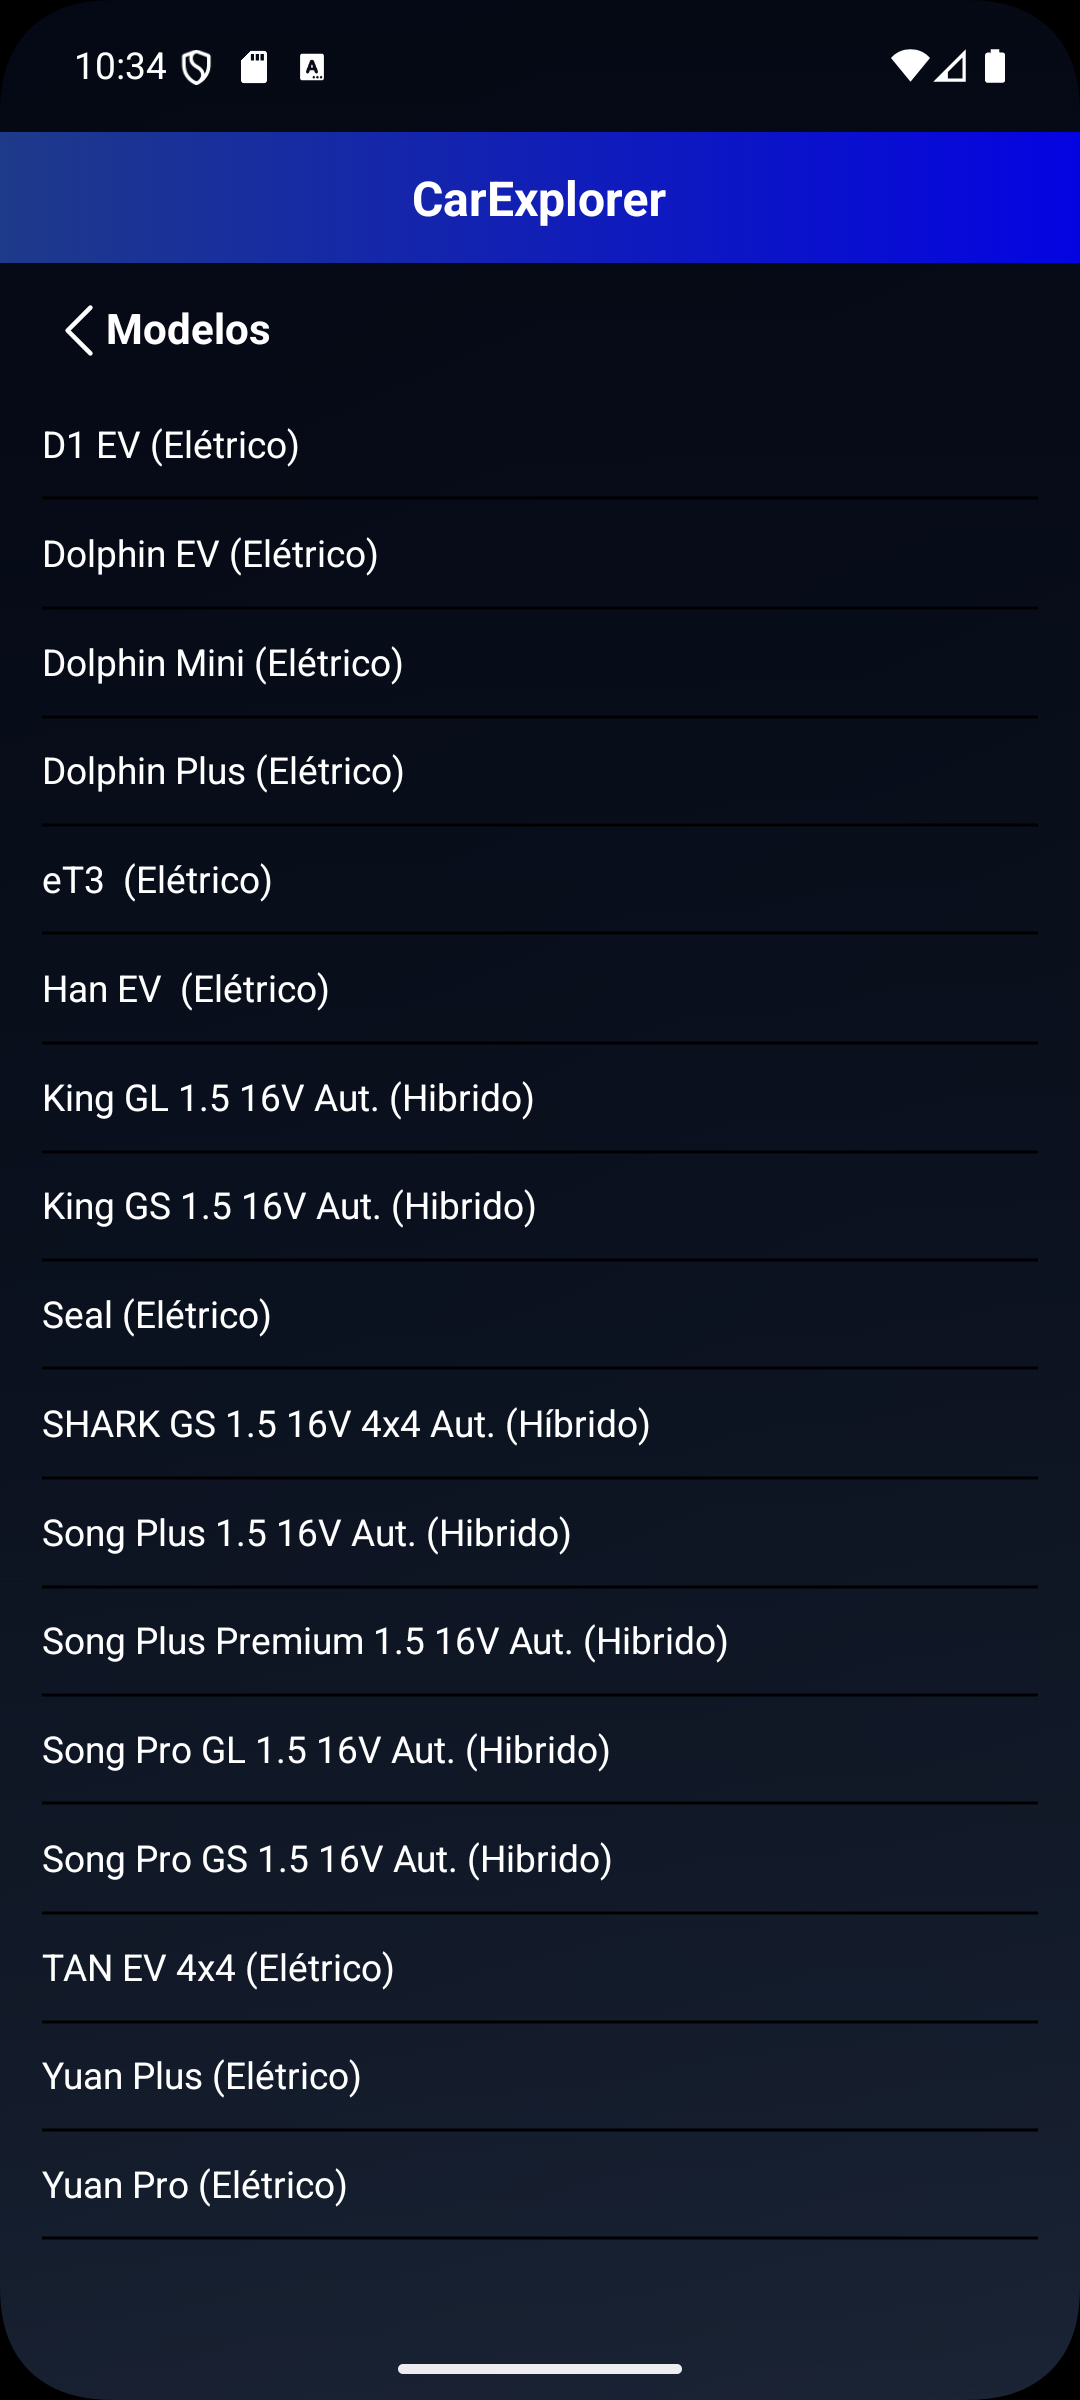 10:34
CarExplorer
Modelos
D1 EV (Elétrico)
Dolphin EV (Elétrico)
Dolphin Mini (Elétrico)
Dolphin Plus (Elétrico)
eT3  (Elétrico)
Han EV  (Elétrico)
King GL 1.5 16V Aut. (Hibrido)
King GS 1.5 16V Aut. (Hibrido)
Seal (Elétrico)
SHARK GS 1.5 16V 4x4 Aut. (Híbrido)
Song Plus 1.5 16V Aut. (Hibrido)
Song Plus Premium 1.5 16V Aut. (Hibrido)
Song Pro GL 1.5 16V Aut. (Hibrido)
Song Pro GS 1.5 16V Aut. (Hibrido)
TAN EV 4x4 (Elétrico)
Yuan Plus (Elétrico)
Yuan Pro (Elétrico)